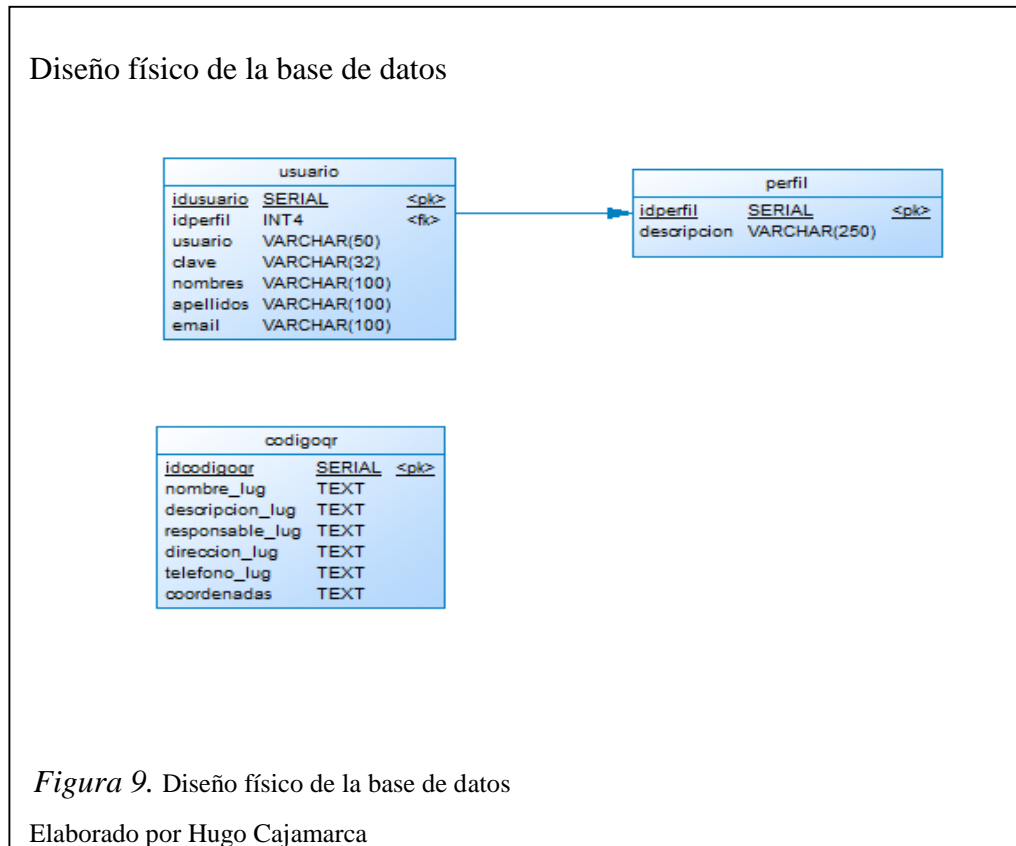 Diseño físico de la base de datos
usuario
idusuario SERIAL <pk>
idperfil INT4 <fk>
usuario VARCHAR(50)
clave VARCHAR(32)
nombres VARCHAR(100)
apellidos VARCHAR(100)
email VARCHAR(100)
perfil
idperfil SERIAL <pk>
descripcion VARCHAR(250)
codigoqr
idcodigoqr SERIAL <pk>
nombre_lug TEXT
descripcion_lug TEXT
responsable_lug TEXT
direccion_lug TEXT
telefono_lug TEXT
coordenadas TEXT
Figura 9. Diseño físico de la base de datos
Elaborado por Hugo Cajamarca